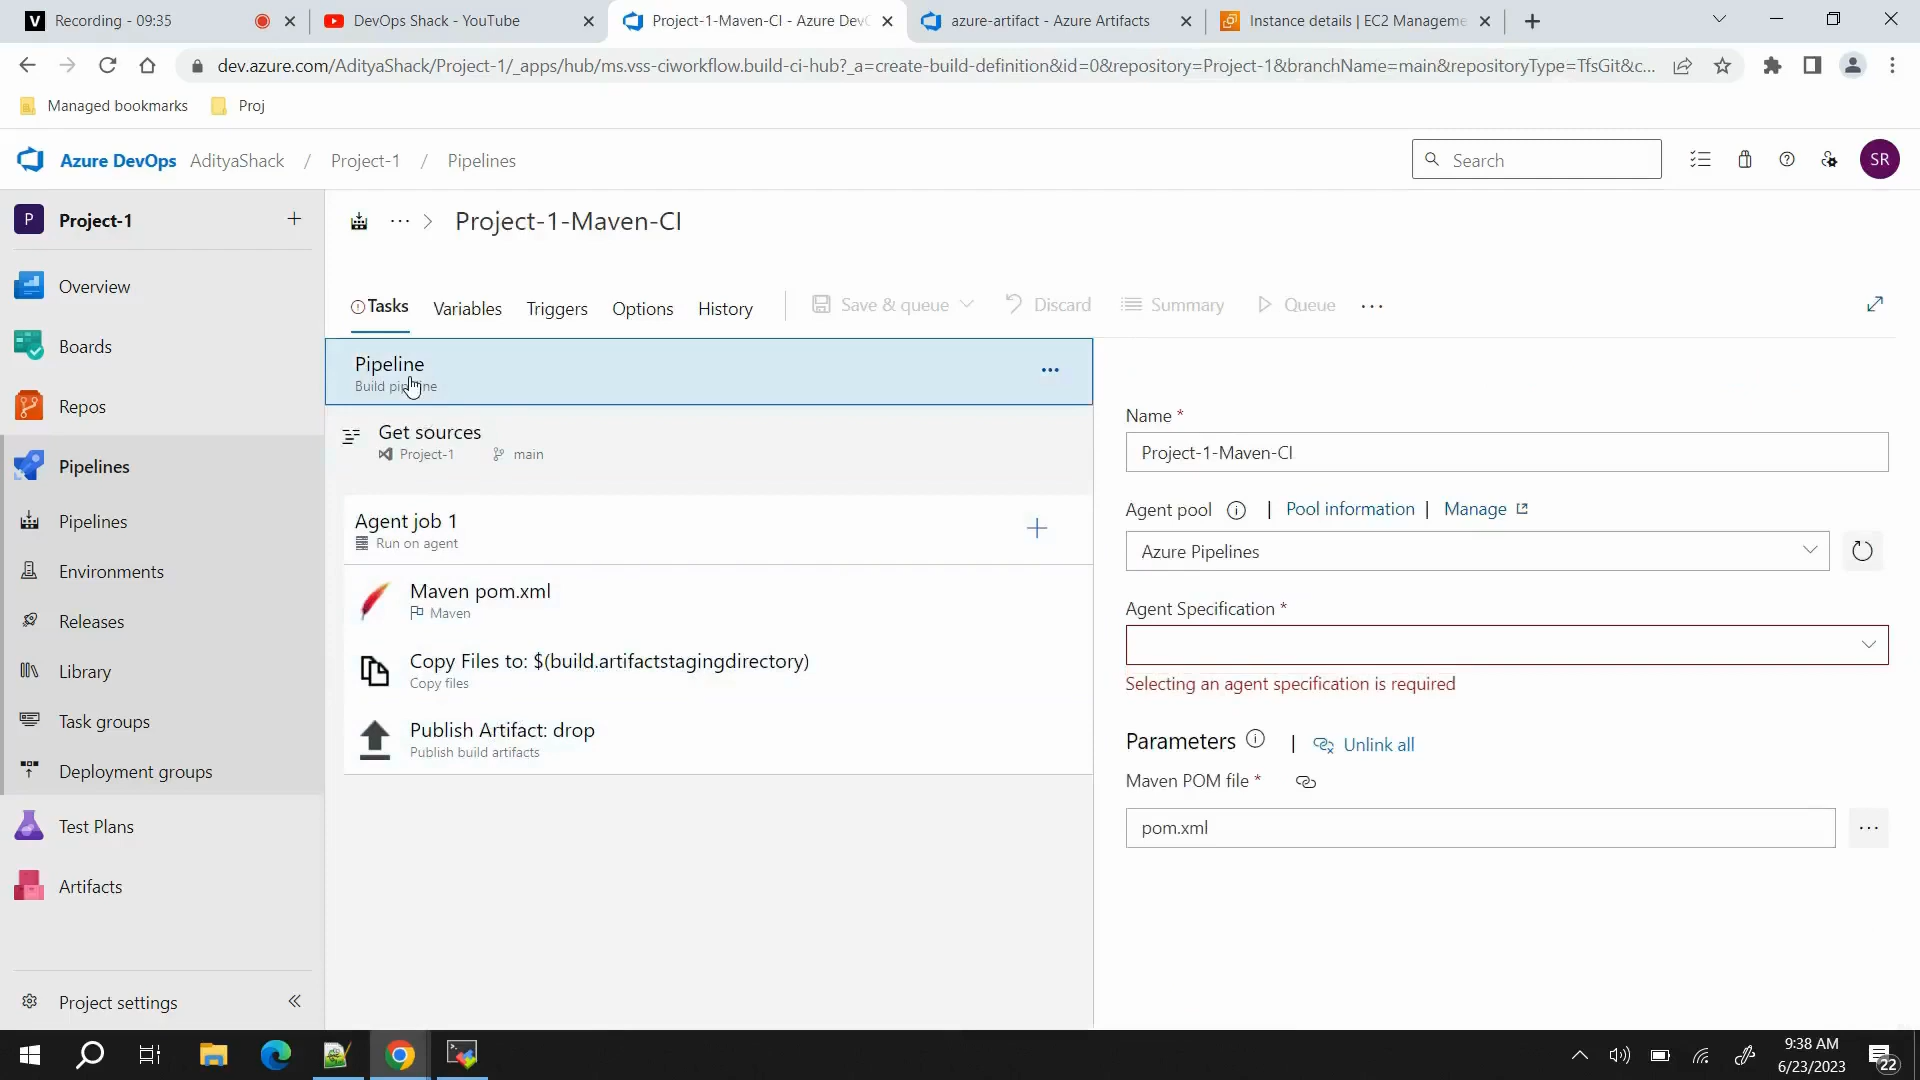 Recording - 09:35
DevOps Shack - YouTube
Project-1-Maven-CI - Azure DevO
azure-artifact - Azure Artifacts
Instance details | EC2 Manageme
dev.azure.com/AdityaShack/Project-1/_apps/hub/ms.vss-ciworkflow.build-ci-hub?_a=create-build-definition&id=0&repository=Project-1&branchName=main&repositoryType=TfsGit&c...
Managed bookmarks
Proj
Azure DevOps AdityaShack / Project-1 / Pipelines
Search
SR
P Project-1
Overview
Boards
Repos
Pipelines
Pipelines
Environments
Releases
Library
Task groups
Deployment groups
Test Plans
Artifacts
Project settings
Project-1-Maven-CI
Tasks Variables Triggers Options History
Save & queue Discard Summary Queue
Pipeline
Build pipeline
Get sources
Project-1 main
Agent job 1
Run on agent
Maven pom.xml
Maven
Copy Files to: $(build.artifactstagingdirectory)
Copy files
Publish Artifact: drop
Publish build artifacts
Name *
Project-1-Maven-CI
Agent pool | Pool information | Manage
Azure Pipelines
Agent Specification *
Selecting an agent specification is required
Parameters | Unlink all
Maven POM file *
pom.xml
9:38 AM
6/23/2023
22